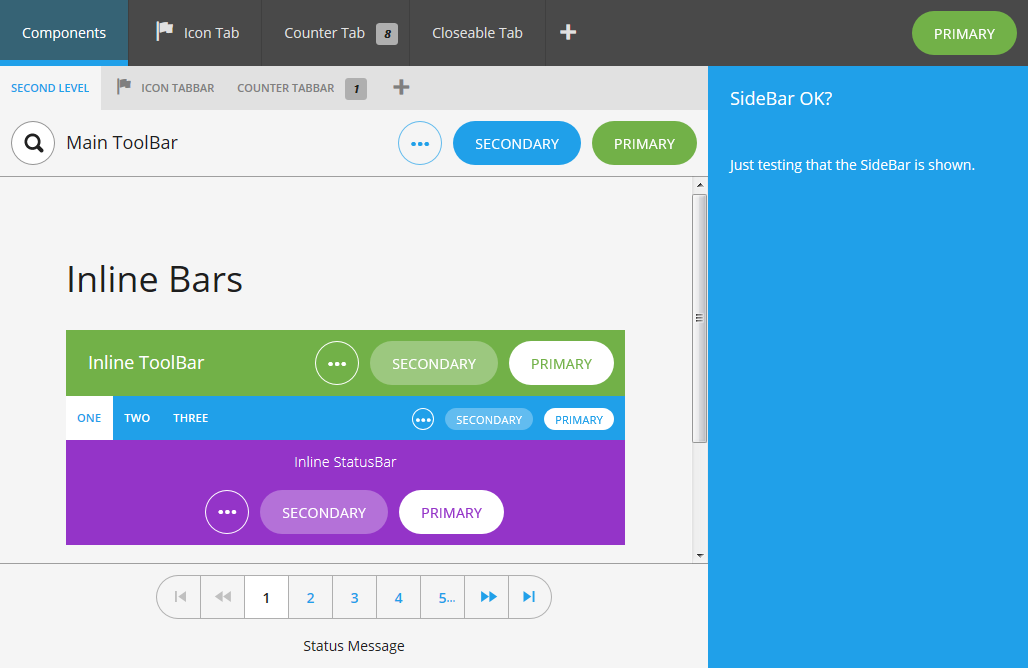 Components Icon Tab Counter Tab 8 Closeable Tab PRIMARY
SECOND LEVEL ICON TABBAR COUNTER TABBAR 1
SideBar OK?
Main ToolBar ••• SECONDARY PRIMARY
Just testing that the SideBar is shown.
Inline Bars
Inline ToolBar ••• SECONDARY PRIMARY
ONE TWO THREE ••• SECONDARY PRIMARY
Inline StatusBar
••• SECONDARY PRIMARY
1 2 3 4 5...
Status Message